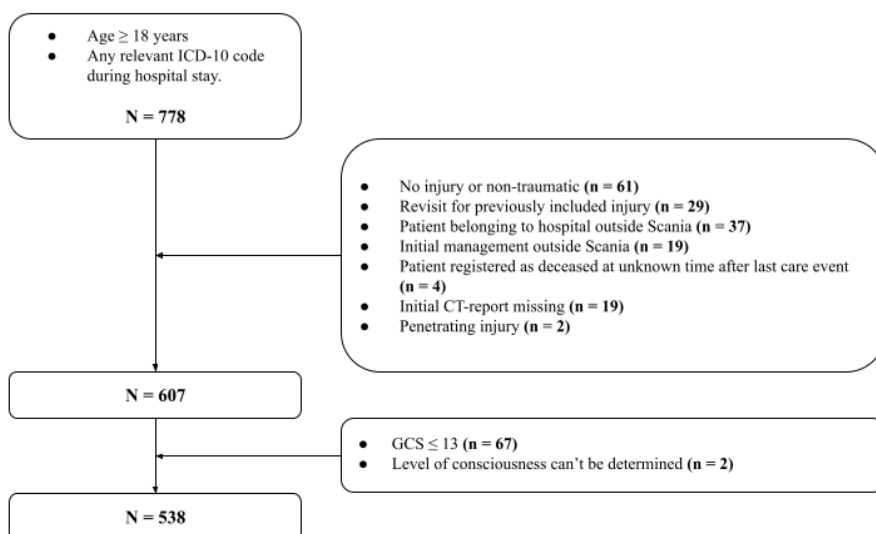 ● Age ≥ 18 years
● Any relevant ICD-10 code
during hospital stay.
N = 778
● No injury or non-traumatic (n = 61)
● Revisit for previously included injury (n = 29)
● Patient belonging to hospital outside Scania (n = 37)
● Initial management outside Scania (n = 19)
● Patient registered as deceased at unknown time after last care event
(n = 4)
● Initial CT-report missing (n = 19)
● Penetrating injury (n = 2)
N = 607
● GCS ≤ 13 (n = 67)
● Level of consciousness can’t be determined (n = 2)
N = 538